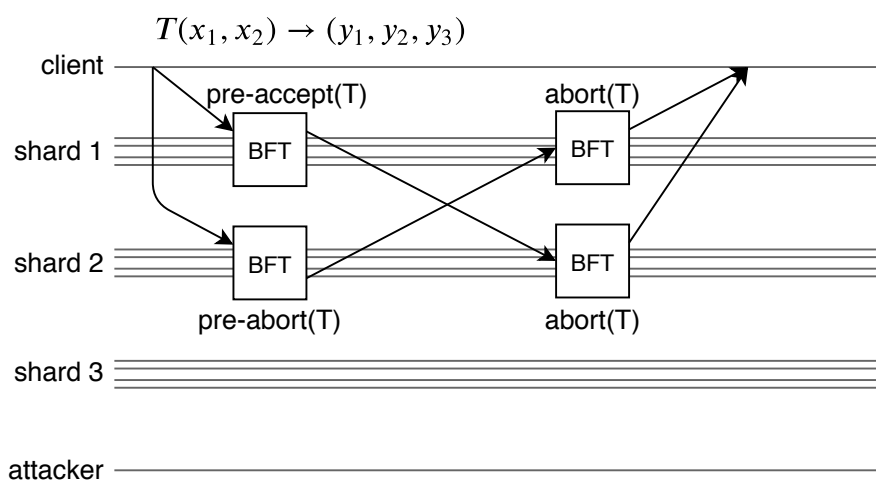 T(x₁, x₂) → (y₁, y₂, y₃)
client
pre-accept(T)
abort(T)
shard 1
BFT
BFT
shard 2
BFT
BFT
pre-abort(T)
abort(T)
shard 3
attacker